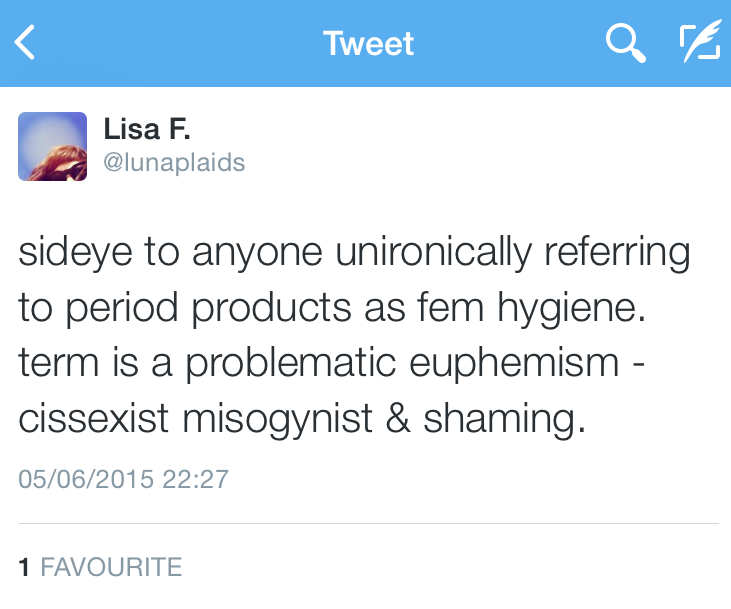 Tweet
Lisa F.
@lunaplaids
sideye to anyone unironically referring
to period products as fem hygiene.
term is a problematic euphemism -
cissexist misogynist & shaming.
05/06/2015 22:27
1 FAVOURITE